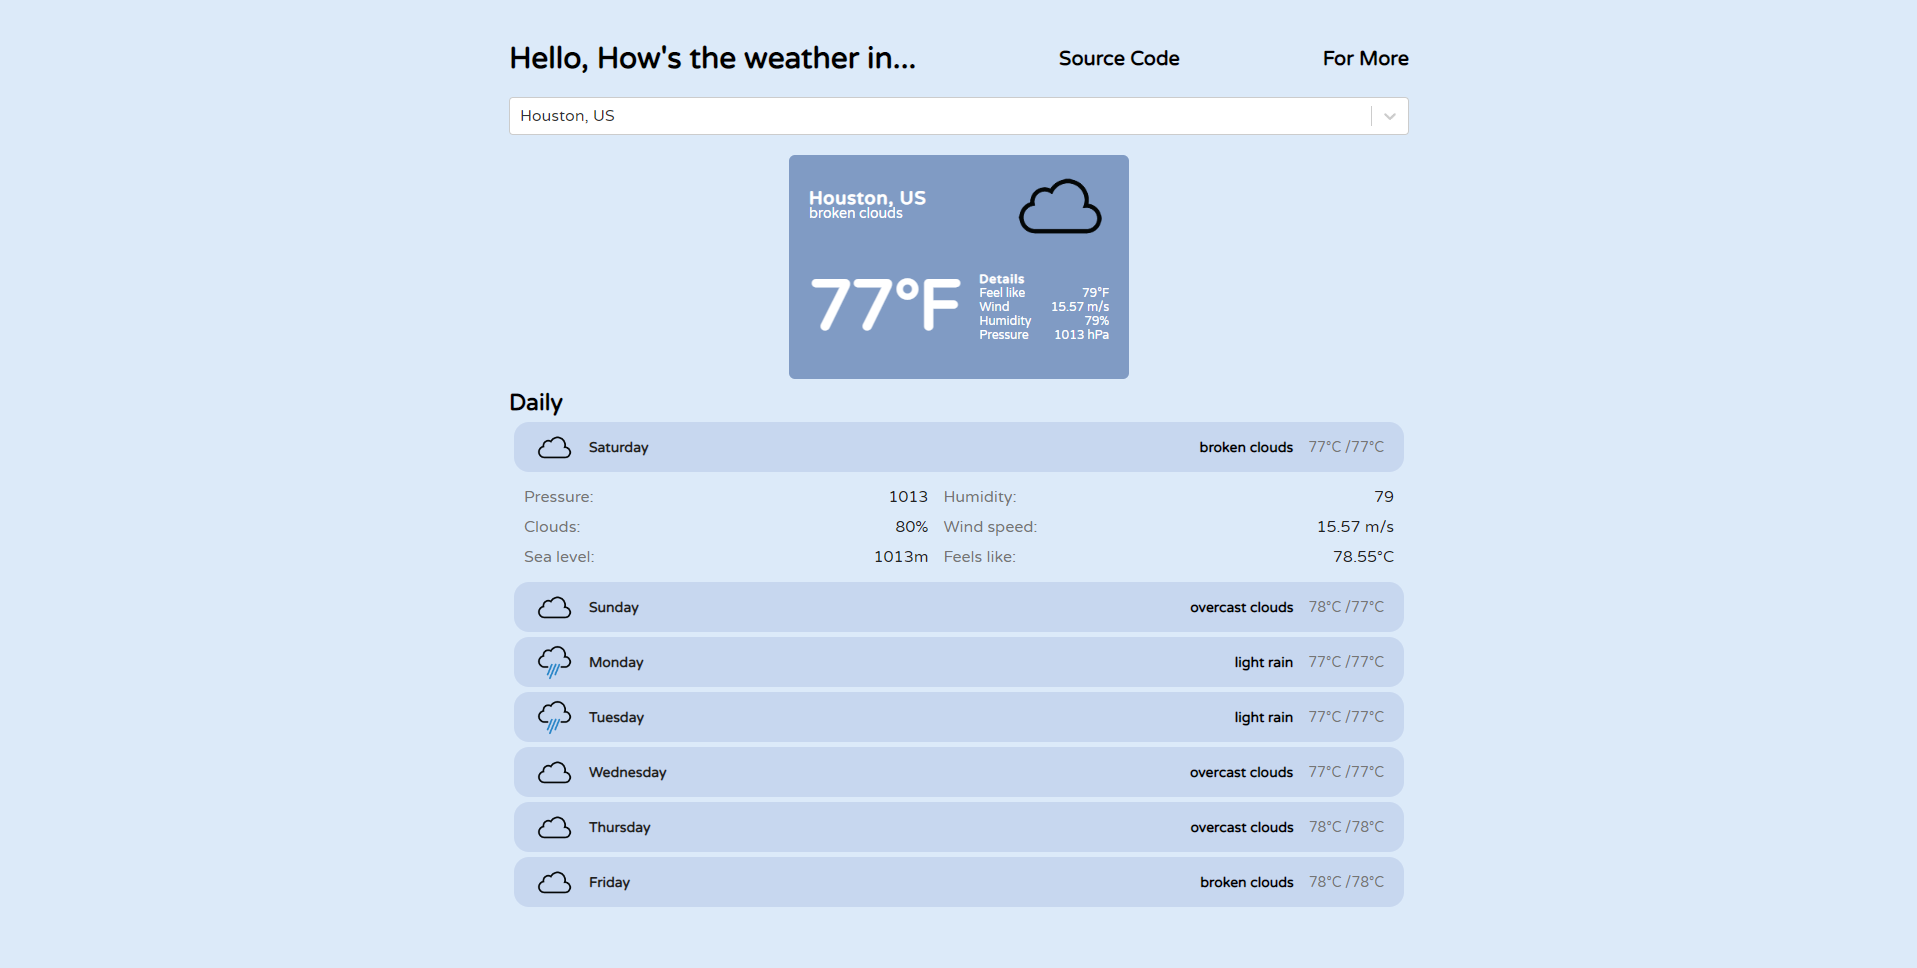 Hello, How's the weather in...
Source Code
For More
Houston, US
Houston, US
broken clouds
77°F
Details
Feel like 79°F
Wind 15.57 m/s
Humidity 79%
Pressure 1013 hPa
Daily
Saturday broken clouds 77°C /77°C
Pressure: 1013 Humidity: 79
Clouds: 80% Wind speed: 15.57 m/s
Sea level: 1013m Feels like: 78.55°C
Sunday overcast clouds 78°C /77°C
Monday light rain 77°C /77°C
Tuesday light rain 77°C /77°C
Wednesday overcast clouds 77°C /77°C
Thursday overcast clouds 78°C /78°C
Friday broken clouds 78°C /78°C